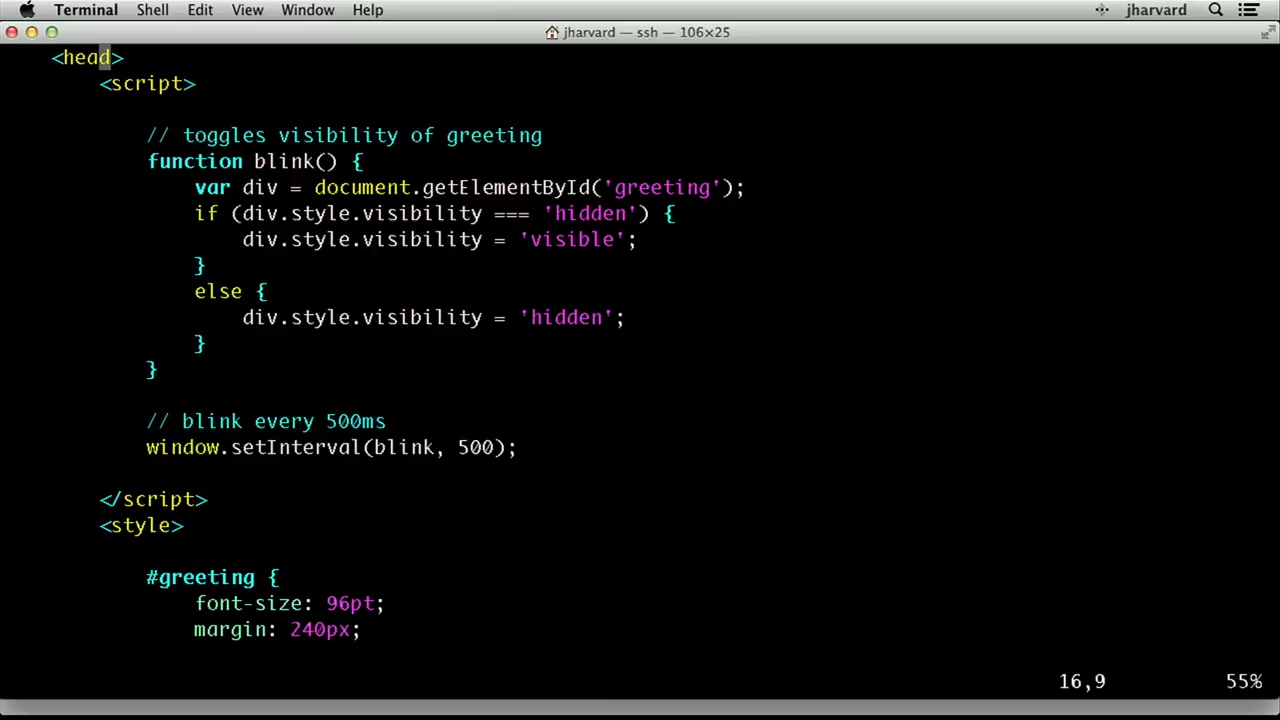 Terminal Shell Edit View Window Help jharvard
jharvard — ssh — 106×25
<head>
<script>
// toggles visibility of greeting
function blink() {
var div = document.getElementById('greeting');
if (div.style.visibility === 'hidden') {
div.style.visibility = 'visible';
}
else {
div.style.visibility = 'hidden';
}
}
// blink every 500ms
window.setInterval(blink, 500);
</script>
<style>
#greeting {
font-size: 96pt;
margin: 240px;
16,9 55%